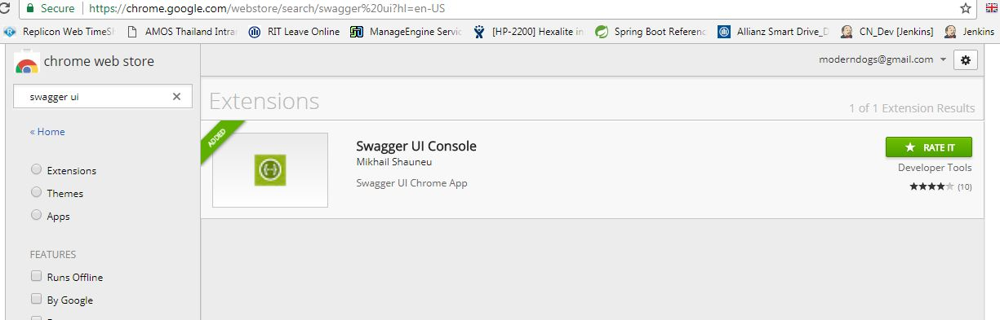 Secure https://chrome.google.com/webstore/search/swagger%20ui?hl=en-US
Replicon Web TimeSh AMOS Thailand Intran RIT Leave Online ManageEngine Servic [HP-2200] Hexalite in Spring Boot Referenc Allianz Smart Drive_D CN_Dev [Jenkins] Jenkins
chrome web store
moderndogs@gmail.com
swagger ui
Extensions
1 of 1 Extension Results
« Home
ADDED
Swagger UI Console
RATE IT
Mikhail Shauneu
Developer Tools
Swagger UI Chrome App
(10)
Extensions
Themes
Apps
FEATURES
Runs Offline
By Google